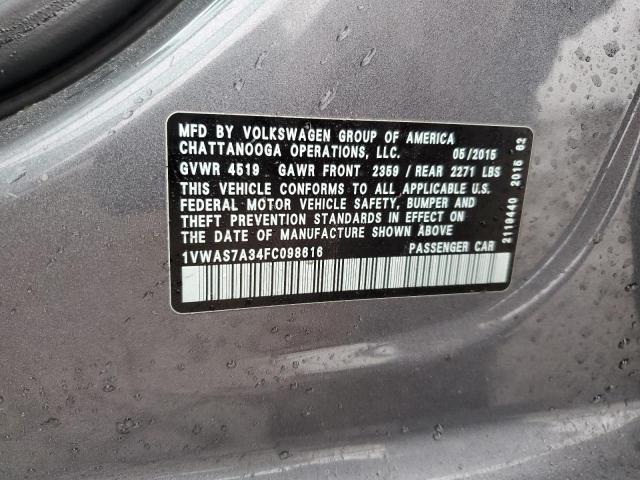 MFD BY VOLKSWAGEN GROUP OF AMERICA
CHATTANOOGA OPERATIONS, LLC. 05/2015
GVWR 4519 GAWR FRONT 2359 / REAR 2271 LBS
THIS VEHICLE CONFORMS TO ALL APPLICABLE U.S.
FEDERAL MOTOR VEHICLE SAFETY, BUMPER AND
THEFT PREVENTION STANDARDS IN EFFECT ON
THE DATE OF MANUFACTURE SHOWN ABOVE
1VWAS7A34FC098616 PASSENGER CAR
2119440 2015 62